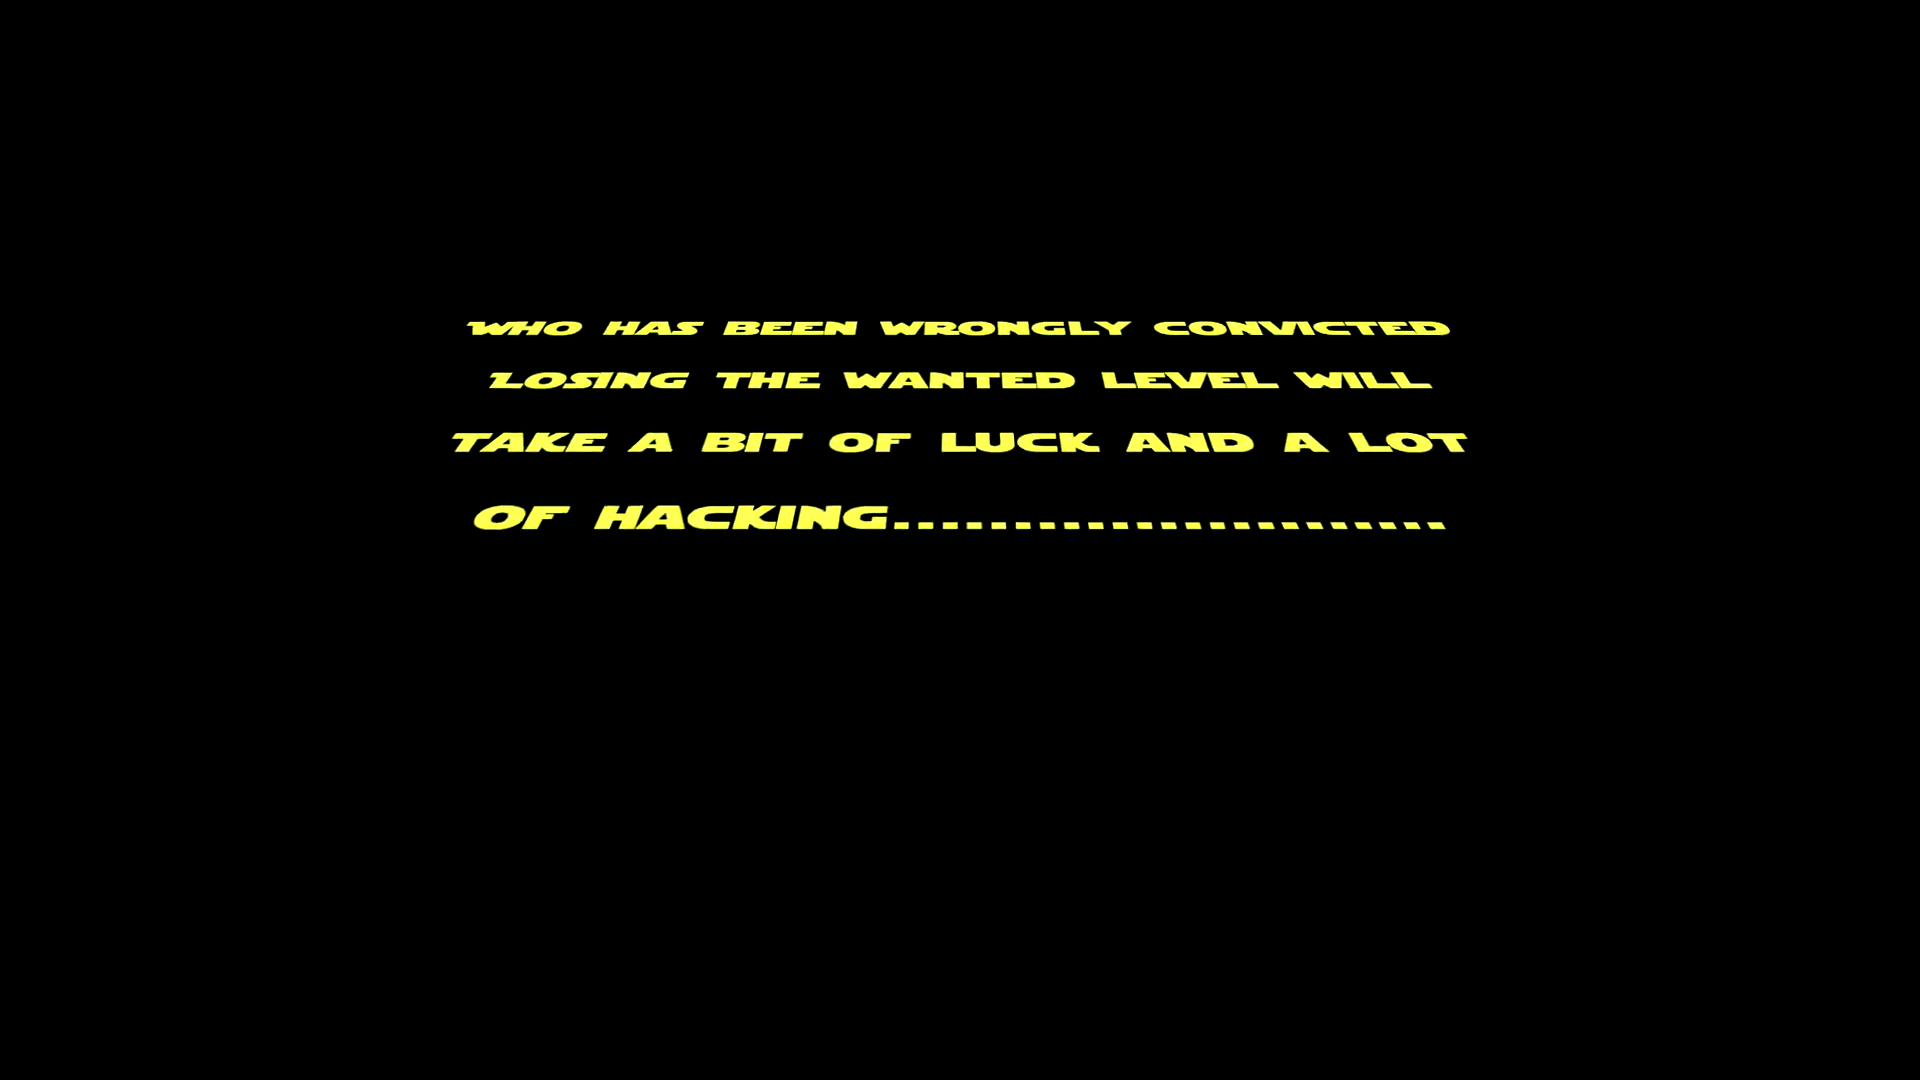 WHO HAS BEEN WRONGLY CONVICTED
LOSING THE WANTED LEVEL WILL
TAKE A BIT OF LUCK AND A LOT
OF HACKING.......................